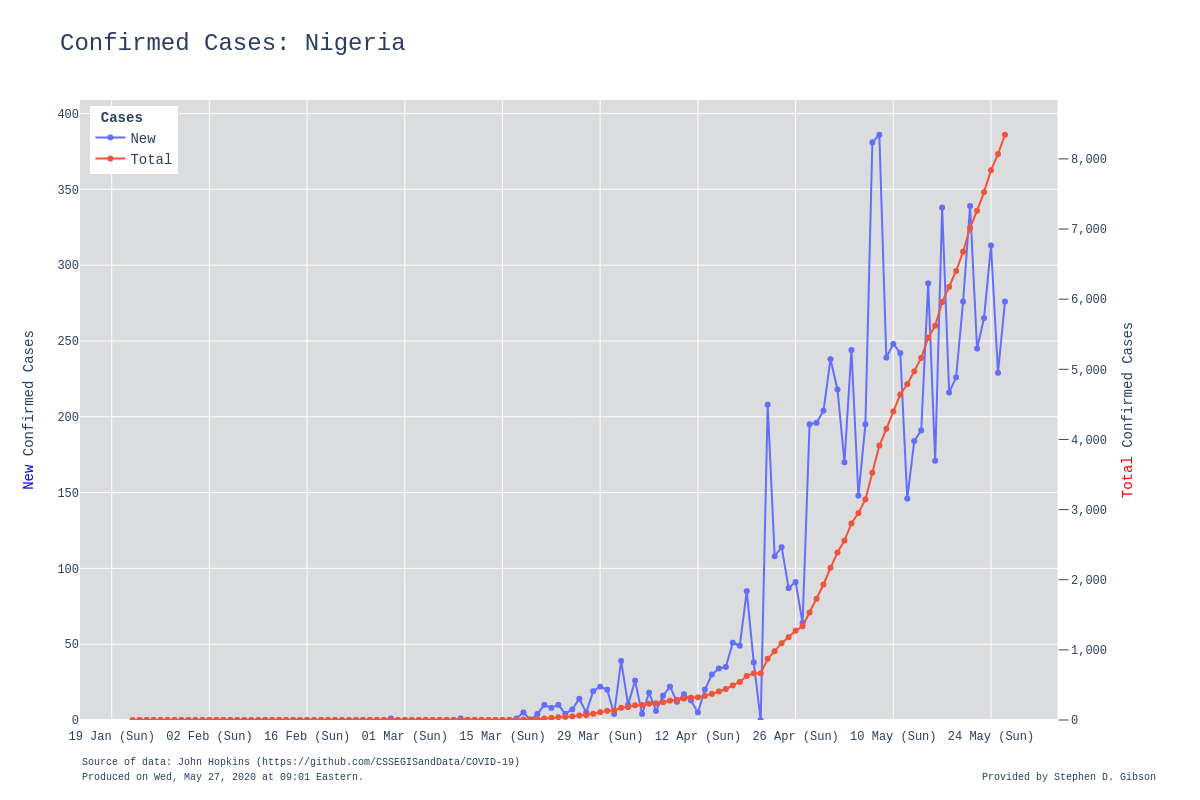 Confirmed Cases: Nigeria
Cases
New
Total
400
350
300
250
200
150
100
50
0
8,000
7,000
6,000
5,000
4,000
3,000
2,000
1,000
0
New Confirmed Cases
Total Confirmed Cases
19 Jan (Sun) 02 Feb (Sun) 16 Feb (Sun) 01 Mar (Sun) 15 Mar (Sun) 29 Mar (Sun) 12 Apr (Sun) 26 Apr (Sun) 10 May (Sun) 24 May (Sun)
Source of data: John Hopkins (https://github.com/CSSEGISandData/COVID-19)
Produced on Wed, May 27, 2020 at 09:01 Eastern.
Provided by Stephen D. Gibson